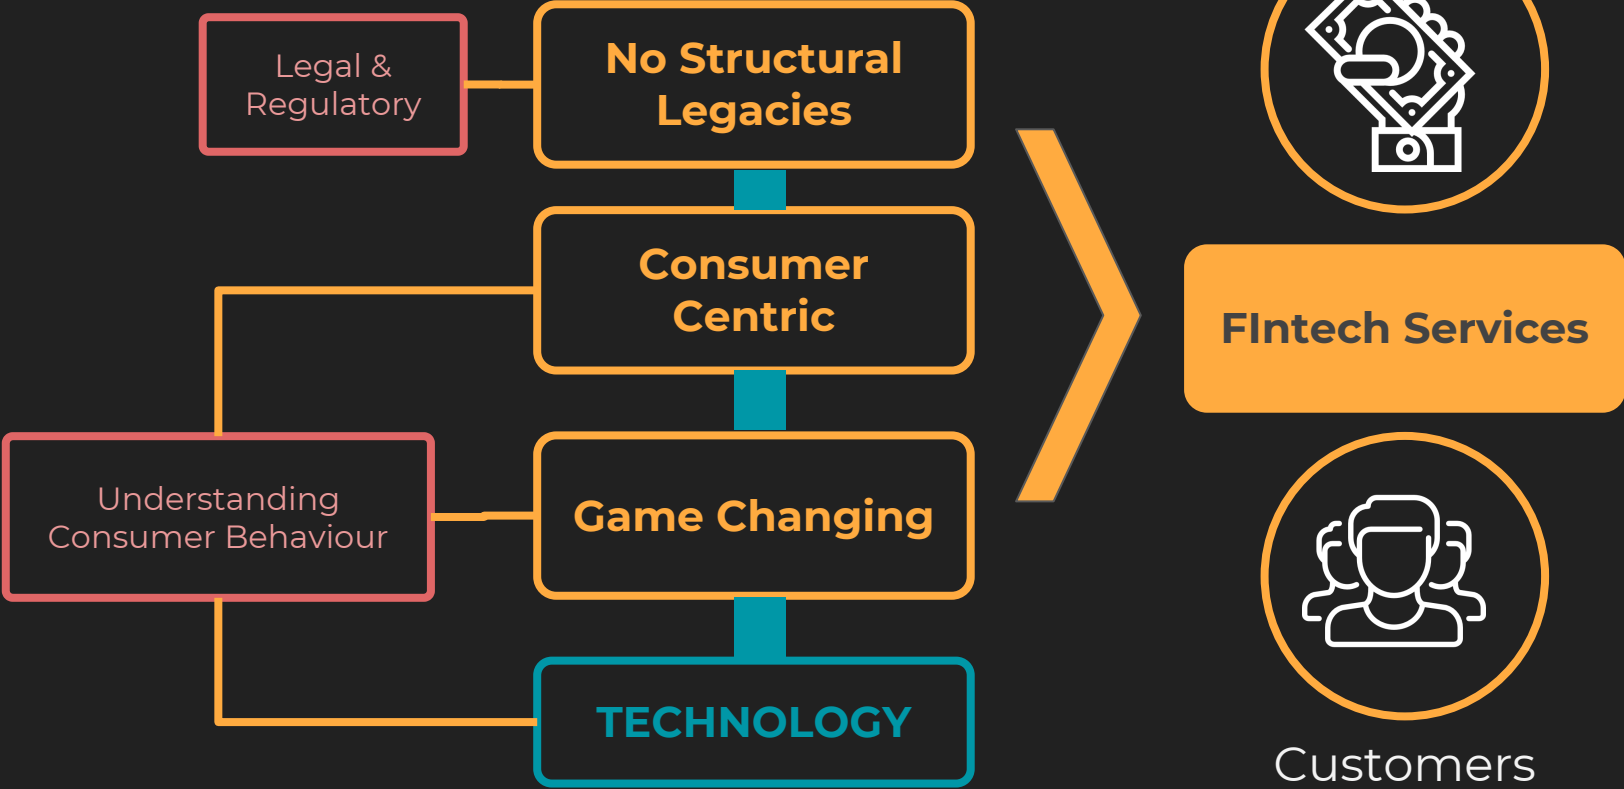 Legal &
Regulatory
No Structural
Legacies
Consumer
Centric
FIntech Services
Understanding
Consumer Behaviour
Game Changing
TECHNOLOGY
Customers